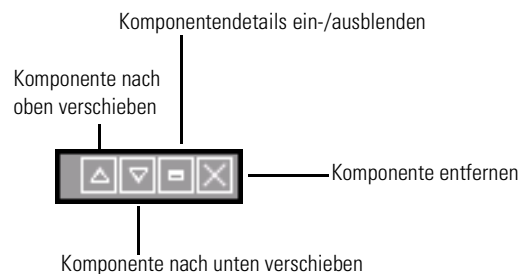 Komponentendetails ein-/ausblenden
Komponente nach
oben verschieben
Komponente entfernen
Komponente nach unten verschieben